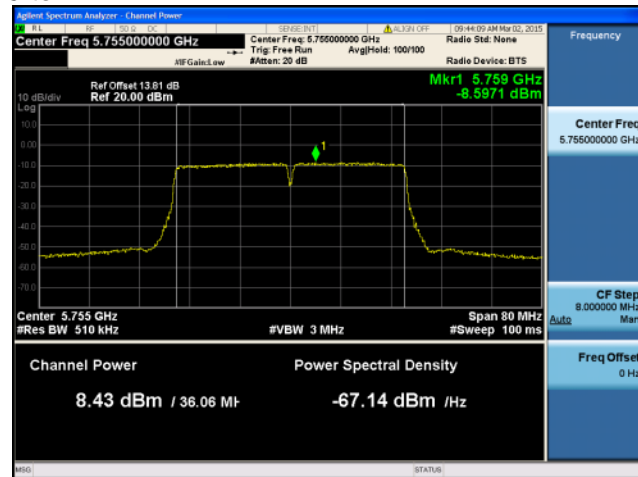 Agilent Spectrum Analyzer - Channel Power
RL RF 50 Ω DC SENSE:INT ALIGN OFF 09:44:09 AM Mar 02, 2015
Center Freq 5.755000000 GHz
Center Freq: 5.755000000 GHz
Radio Std: None
Trig: Free Run Avg|Hold: 100/100
#IFGain:Low #Atten: 20 dB Radio Device: BTS
Frequency
Ref Offset 13.81 dB
10 dB/div Ref 20.00 dBm
Log
Mkr1 5.759 GHz
-8.5971 dBm
10.0
0.00
-10.0
-20.0
-30.0
-40.0
-50.0
-60.0
-70.0
1
Center 5.755 GHz Span 80 MHz
#Res BW 510 kHz #VBW 3 MHz #Sweep 100 ms
Channel Power Power Spectral Density
8.43 dBm / 36.06 MH -67.14 dBm /Hz
Center Freq
5.755000000 GHz
CF Step
8.000000 MHz
Auto Man
Freq Offset
0 Hz
MSG STATUS